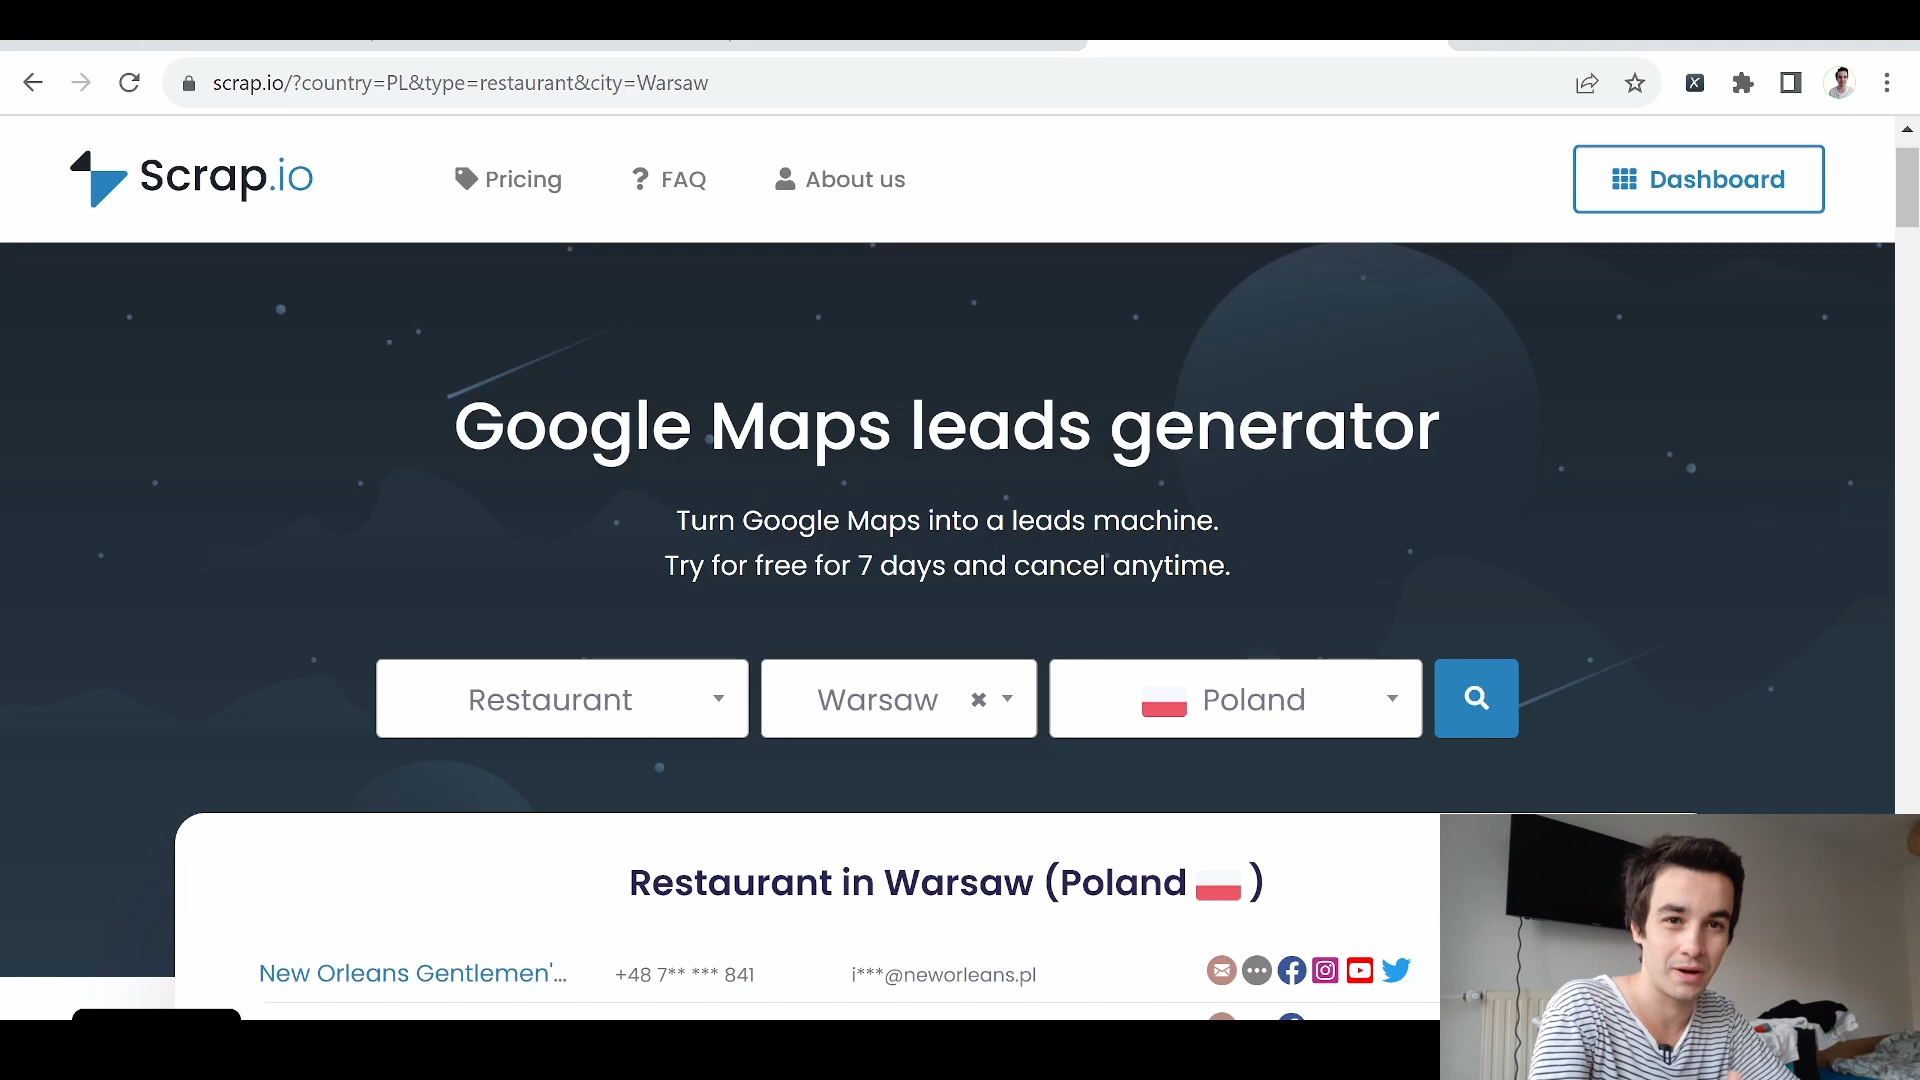 scrap.io/?country=PL&type=restaurant&city=Warsaw
Scrap.io
Pricing
FAQ
About us
Dashboard
Google Maps leads generator
Turn Google Maps into a leads machine.
Try for free for 7 days and cancel anytime.
Restaurant
Warsaw
Poland
Restaurant in Warsaw (Poland )
New Orleans Gentlemen'... +48 7** *** 841 i***@neworleans.pl